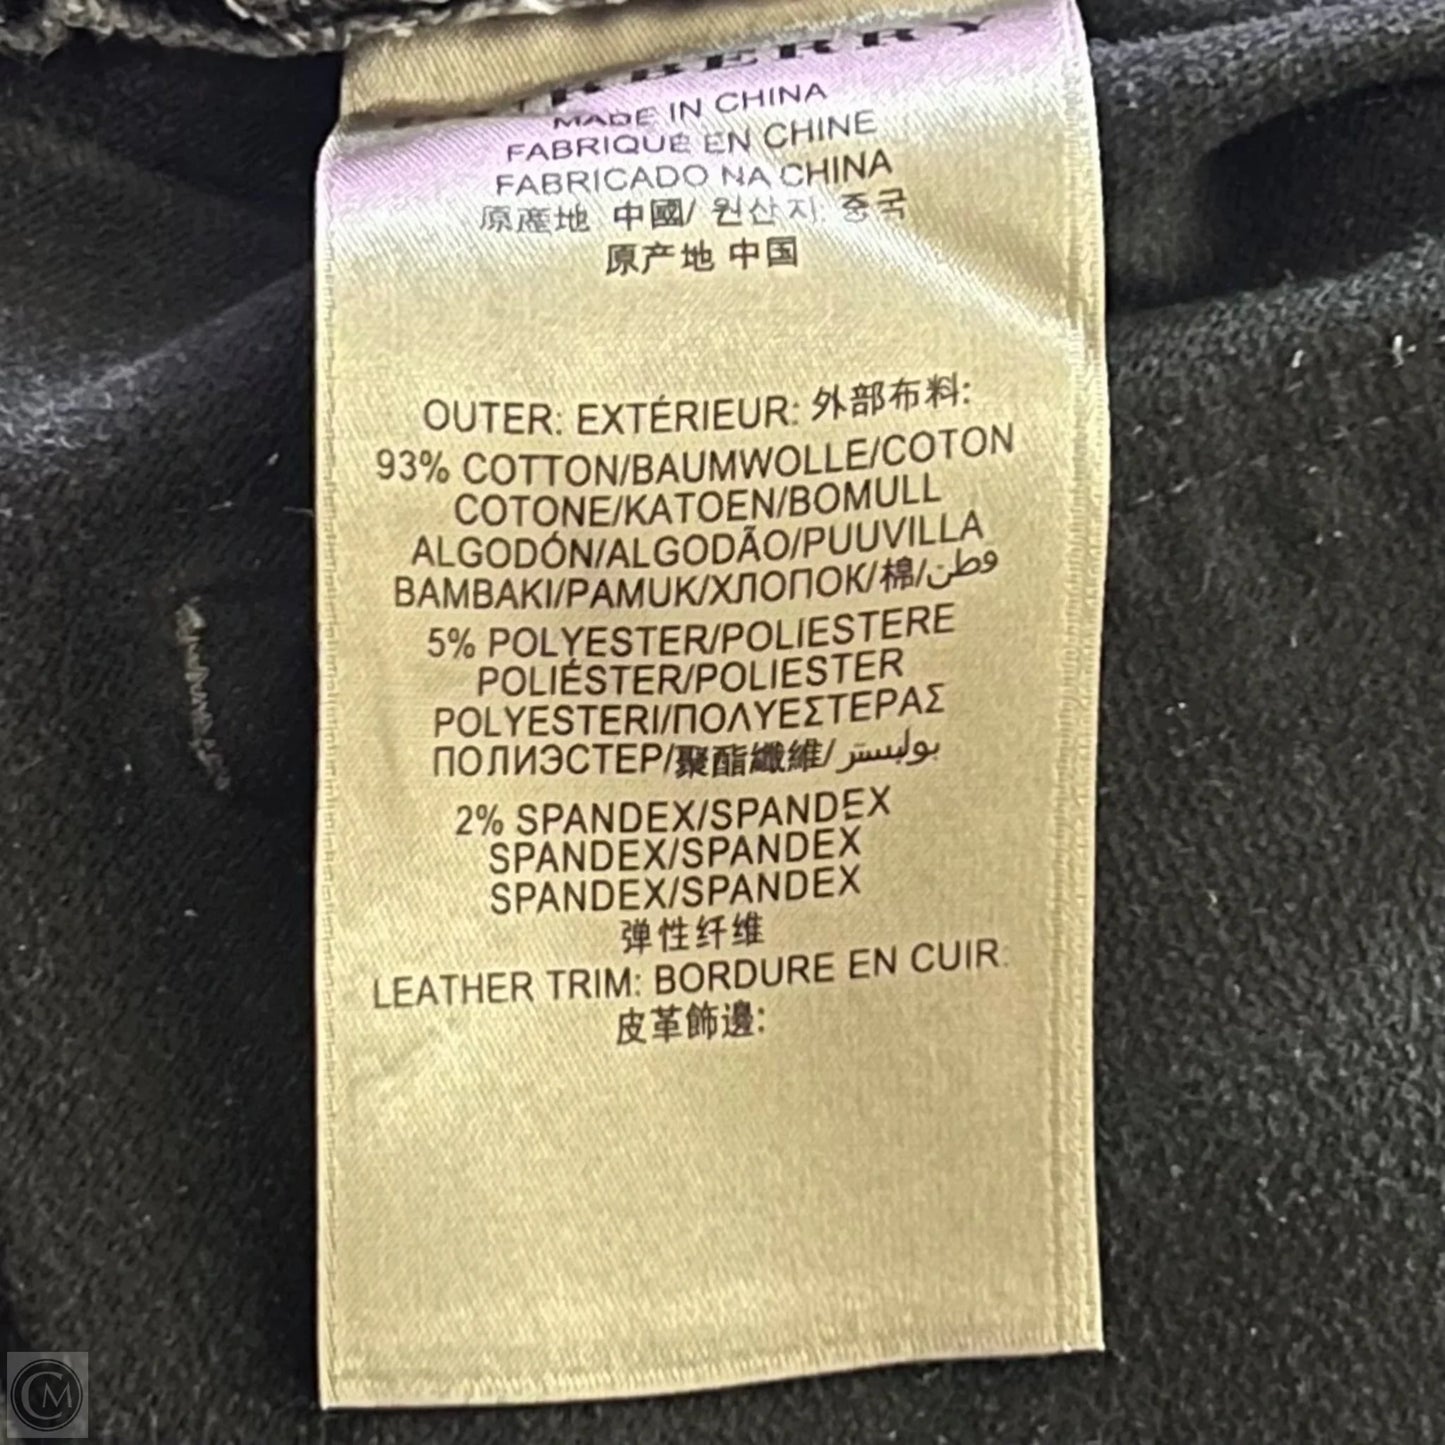 MADE IN CHINA
FABRIQUÉ EN CHINE
FABRICADO NA CHINA
原産地 中國/ 원산지: 중국
原产地 中国
OUTER: EXTÉRIEUR: 外部布料:
93% COTTON/BAUMWOLLE/COTON
COTONE/KATOEN/BOMULL
ALGODÓN/ALGODÃO/PUUVILLA
BAMBAKI/PAMUK/ХЛОПОК/棉/قطن
5% POLYESTER/POLIESTERE
POLIÉSTER/POLIESTER
POLYESTERI/ΠΟΛΥΕΣΤΕΡΑΣ
ПОЛИЭСТЕР/聚酯纖維/بوليستر
2% SPANDEX/SPANDEX
SPANDEX/SPANDEX
SPANDEX/SPANDEX
弹性纤维
LEATHER TRIM: BORDURE EN CUIR:
皮革飾邊:
CM